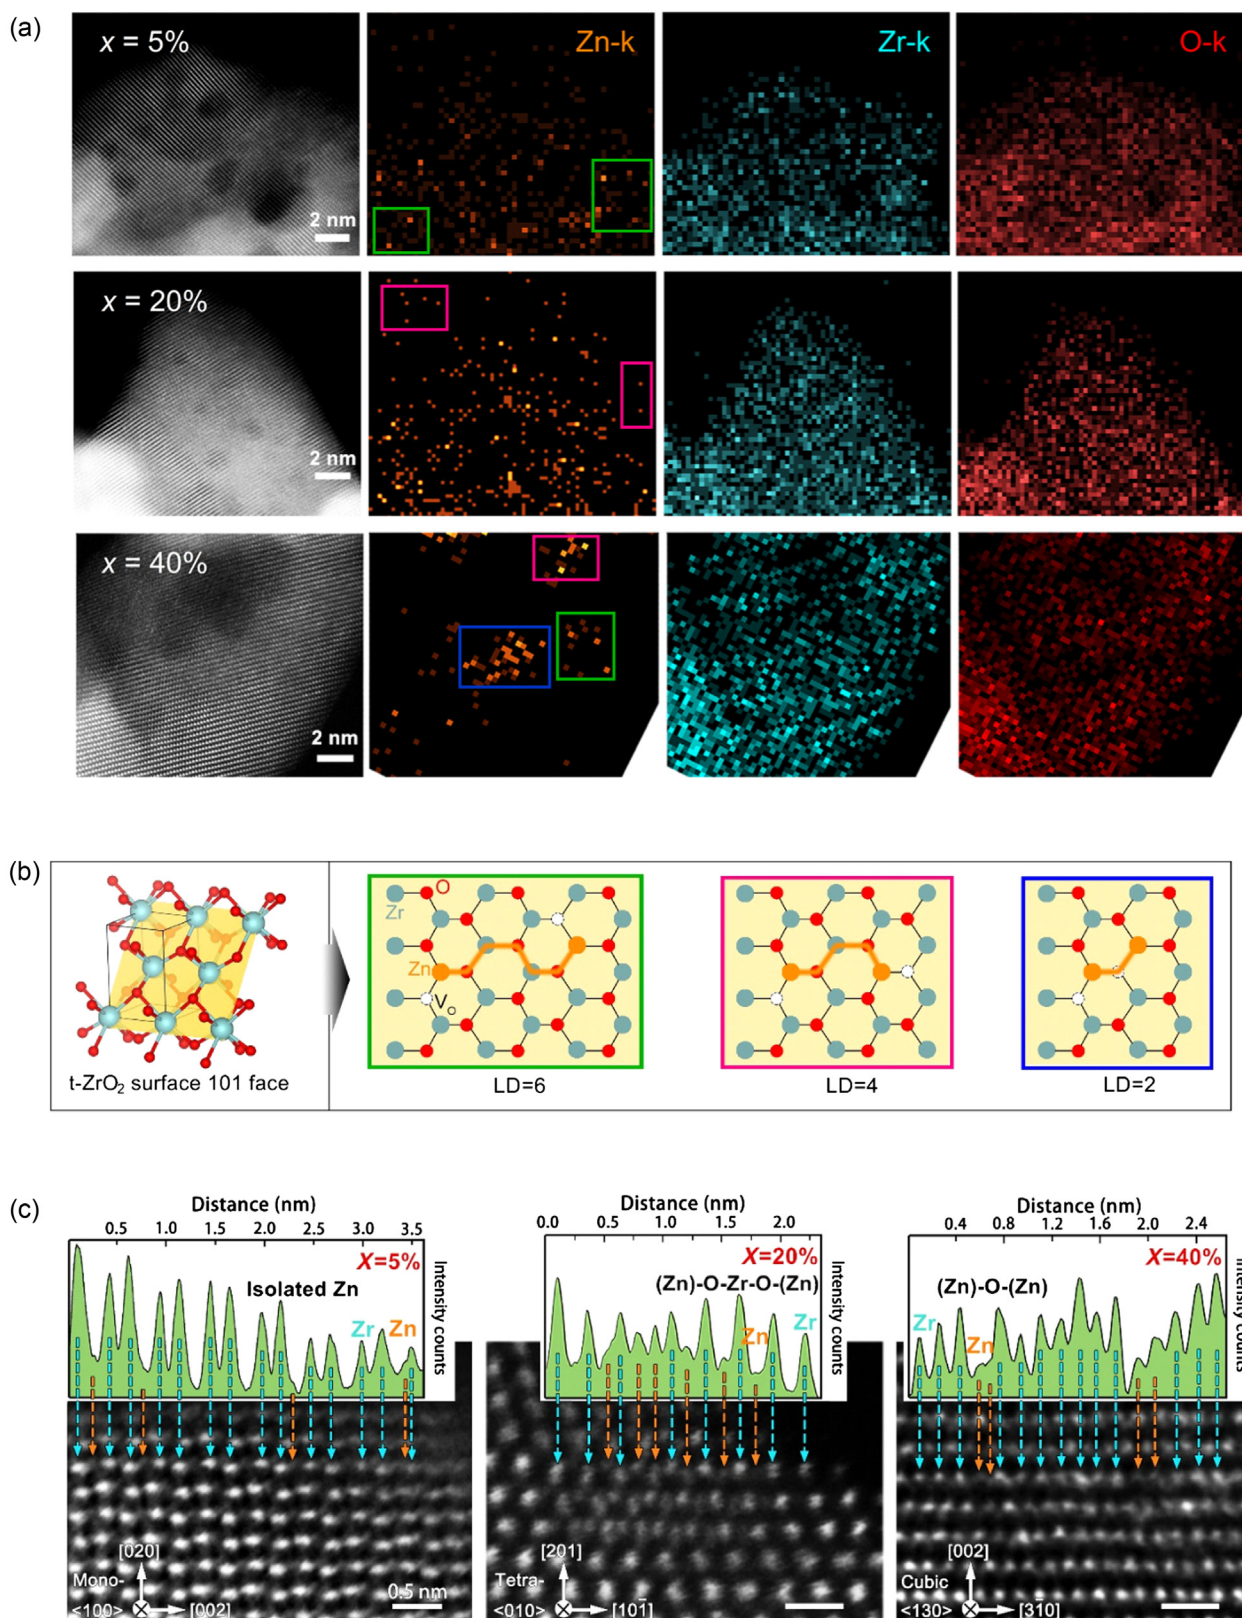 (a)
x = 5%
Zn-k
Zr-k
O-k
2 nm
x = 20%
2 nm
x = 40%
2 nm
(b)
O
Zr
Zn
V_O
t-ZrO₂ surface 101 face
LD=6
LD=4
LD=2
(c)
Distance (nm)
0.5 1.0 1.5 2.0 2.5 3.0 3.5
X=5%
Isolated Zn
Zr Zn
Intensity counts
[020]
Mono-
<100>
[002]
0.5 nm
Distance (nm)
0.0 0.5 1.0 1.5 2.0
X=20%
(Zn)-O-Zr-O-(Zn)
Zn Zr
Intensity counts
[201]
Tetra-
<010>
[101̄]
Distance (nm)
0.4 0.8 1.2 1.6 2.0 2.4
X=40%
(Zn)-O-(Zn)
Zr
Zn
Intensity counts
[002]
Cubic
<130>
[3̄10]